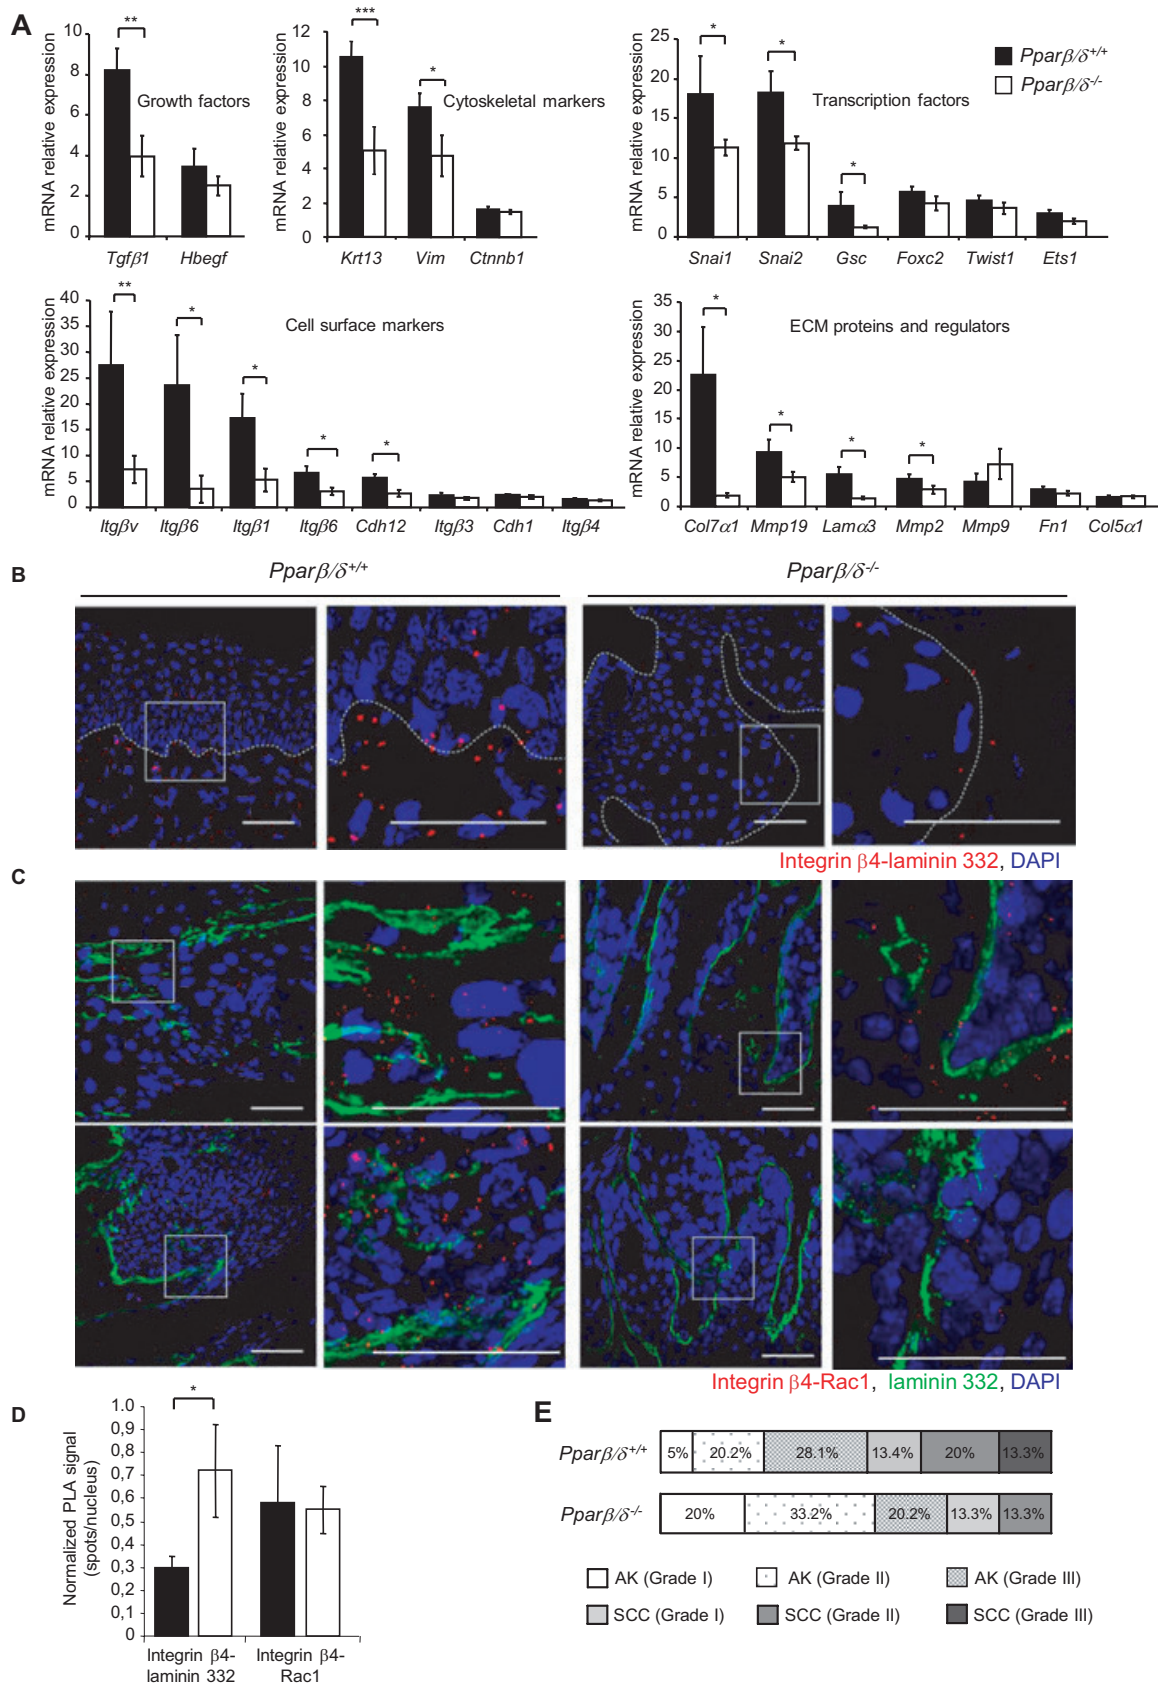 A
mRNA relative expression
10
8
6
4
2
0
**
Growth factors
Tgfβ1 Hbegf
mRNA relative expression
12
10
8
6
4
2
0
***
*
Cytoskeletal markers
Krt13 Vim Ctnnb1
mRNA relative expression
25
20
15
10
5
0
*
*
*
Transcription factors
Pparβ/δ+/+
Pparβ/δ-/-
Snai1 Snai2 Gsc Foxc2 Twist1 Ets1
mRNA relative expression
40
35
30
25
20
15
10
5
0
**
*
*
*
*
Cell surface markers
Itgβv Itgβ6 Itgβ1 Itgβ6 Cdh12 Itgβ3 Cdh1 Itgβ4
mRNA relative expression
35
30
25
20
15
10
5
0
*
*
*
*
ECM proteins and regulators
Col7α1 Mmp19 Lamα3 Mmp2 Mmp9 Fn1 Col5α1
B
Pparβ/δ+/+ Pparβ/δ-/-
Integrin β4-laminin 332, DAPI
C
Integrin β4-Rac1, laminin 332, DAPI
D
Normalized PLA signal
(spots/nucleus)
1,0
0,9
0,8
0,7
0,6
0,5
0,4
0,3
0,2
0,1
0
*
Integrin β4-
laminin 332
Integrin β4-
Rac1
E
Pparβ/δ+/+ 5% 20.2% 28.1% 13.4% 20% 13.3%
Pparβ/δ-/- 20% 33.2% 20.2% 13.3% 13.3%
AK (Grade I) AK (Grade II) AK (Grade III)
SCC (Grade I) SCC (Grade II) SCC (Grade III)